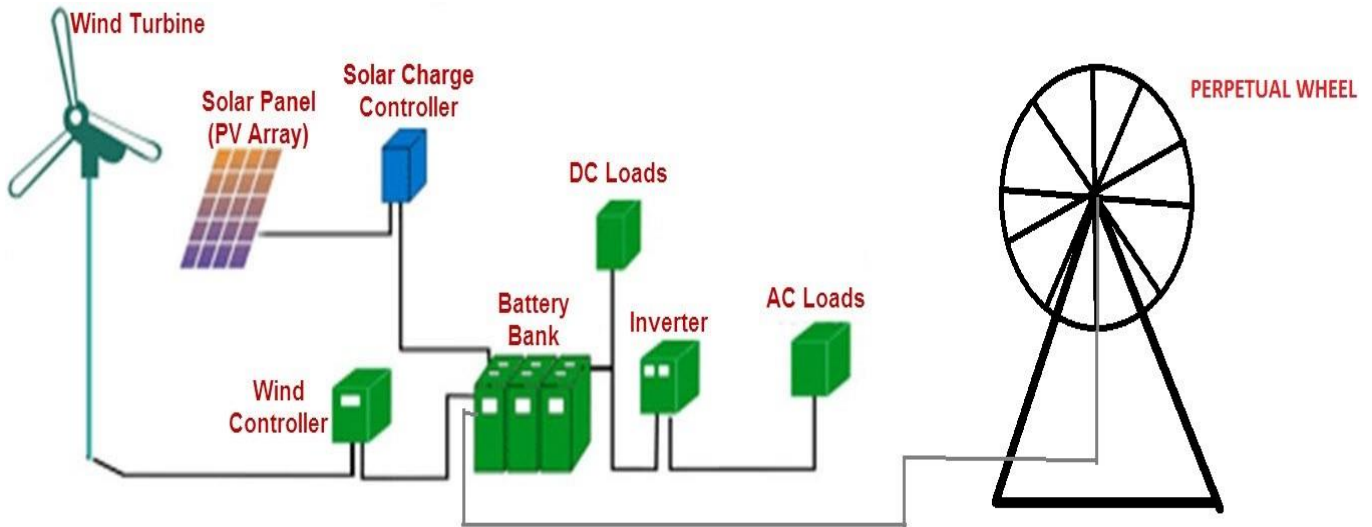 Wind Turbine
Solar Panel
(PV Array)
Solar Charge
Controller
PERPETUAL WHEEL
DC Loads
Battery
Bank
Inverter
AC Loads
Wind
Controller